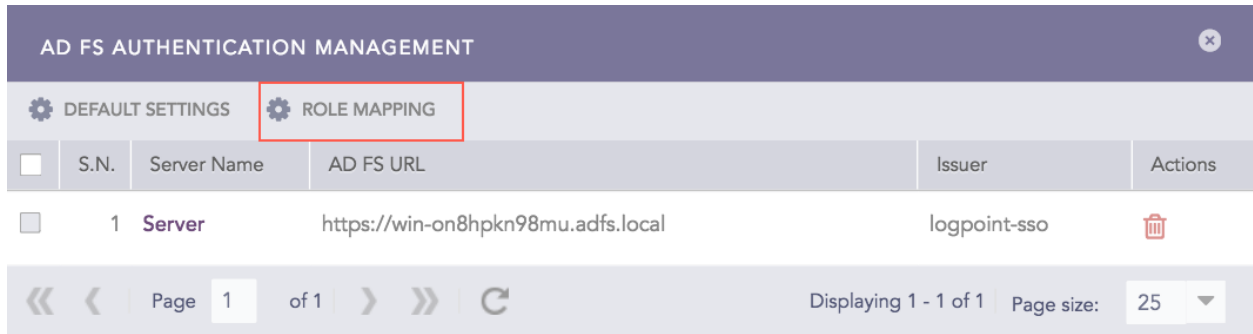 AD FS AUTHENTICATION MANAGEMENT
DEFAULT SETTINGS ROLE MAPPING
S.N. Server Name AD FS URL Issuer Actions
1 Server https://win-on8hpkn98mu.adfs.local logpoint-sso
Page 1 of 1 Displaying 1 - 1 of 1 Page size: 25